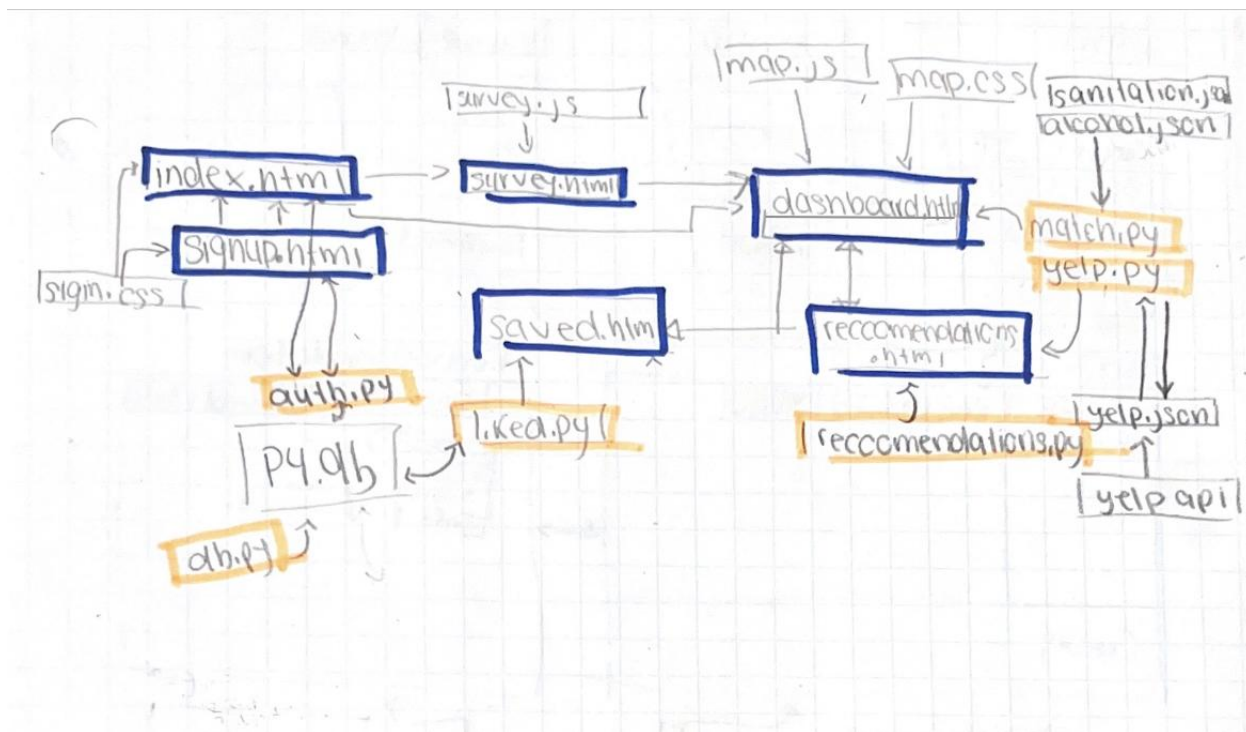 map.js
map.css
survey.js
sanitation.js
alcohol.json
index.html
survey.html
dashboard.html
match.py
signup.html
yelp.py
sign.css
saved.htm
reccomendations
.html
auth.py
liked.py
yelp.json
reccomendations.py
py.db
yelp api
db.py